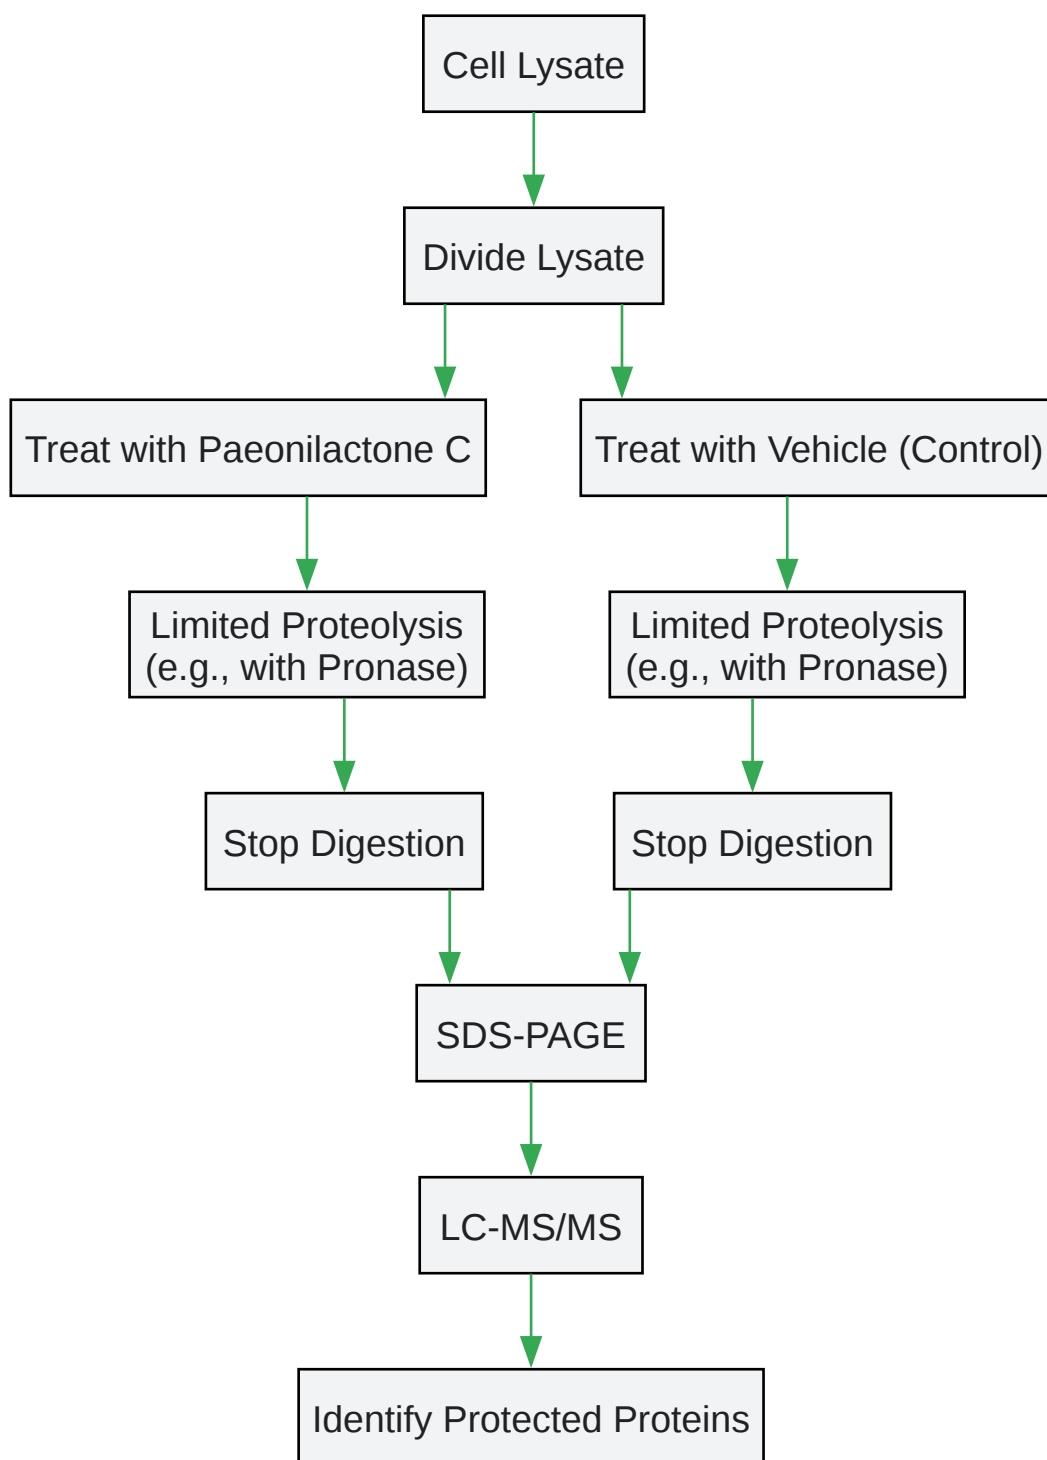 Cell Lysate
Divide Lysate
Treat with Paeonilactone C
Treat with Vehicle (Control)
Limited Proteolysis
(e.g., with Pronase)
Limited Proteolysis
(e.g., with Pronase)
Stop Digestion
Stop Digestion
SDS-PAGE
LC-MS/MS
Identify Protected Proteins